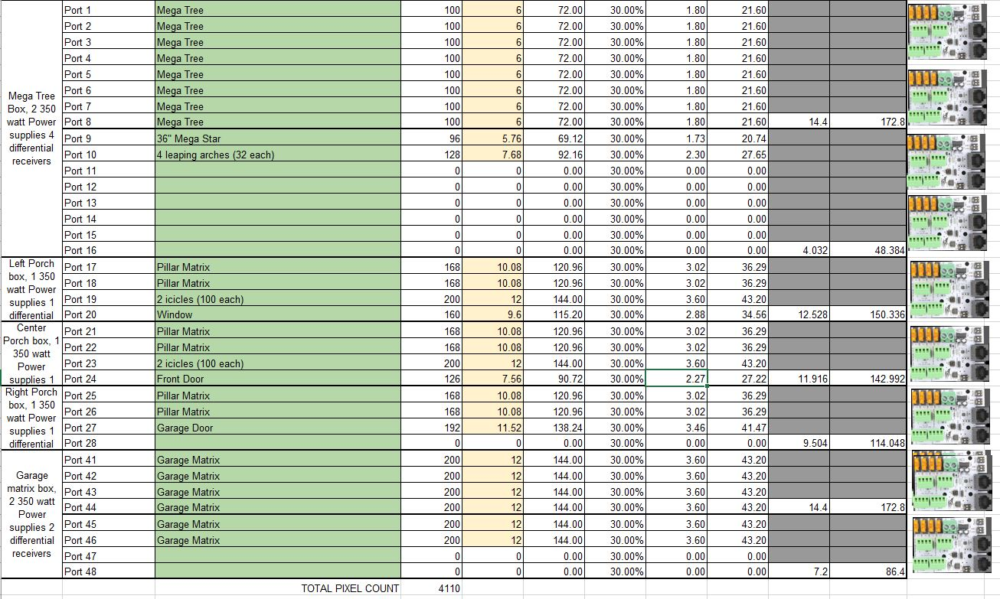 Port 1 Mega Tree 100 6 72.00 30.00% 1.80 21.60
Port 2 Mega Tree 100 6 72.00 30.00% 1.80 21.60
Port 3 Mega Tree 100 6 72.00 30.00% 1.80 21.60
Port 4 Mega Tree 100 6 72.00 30.00% 1.80 21.60
Port 5 Mega Tree 100 6 72.00 30.00% 1.80 21.60
Mega Tree
Box, 2 350
watt Power
supplies 4
differential
receivers
Port 6 Mega Tree 100 6 72.00 30.00% 1.80 21.60
Port 7 Mega Tree 100 6 72.00 30.00% 1.80 21.60
Port 8 Mega Tree 100 6 72.00 30.00% 1.80 21.60 14.4 172.8
Port 9 36" Mega Star 96 5.76 69.12 30.00% 1.73 20.74
Port 10 4 leaping arches (32 each) 128 7.68 92.16 30.00% 2.30 27.65
Port 11 0 0 0.00 30.00% 0.00 0.00
Port 12 0 0 0.00 30.00% 0.00 0.00
Port 13 0 0 0.00 30.00% 0.00 0.00
Port 14 0 0 0.00 30.00% 0.00 0.00
Port 15 0 0 0.00 30.00% 0.00 0.00
Port 16 0 0 0.00 30.00% 0.00 0.00 4.032 48.384
Left Porch
box, 1 350
watt Power
supplies 1
differential
Port 17 Pillar Matrix 168 10.08 120.96 30.00% 3.02 36.29
Port 18 Pillar Matrix 168 10.08 120.96 30.00% 3.02 36.29
Port 19 2 icicles (100 each) 200 12 144.00 30.00% 3.60 43.20
Port 20 Window 160 9.6 115.20 30.00% 2.88 34.56 12.528 150.336
Center
Porch box, 1
350 watt
Power
supplies 1
Port 21 Pillar Matrix 168 10.08 120.96 30.00% 3.02 36.29
Port 22 Pillar Matrix 168 10.08 120.96 30.00% 3.02 36.29
Port 23 2 icicles (100 each) 200 12 144.00 30.00% 3.60 43.20
Port 24 Front Door 126 7.56 90.72 30.00% 2.27 27.22 11.916 142.992
Right Porch
box, 1 350
watt Power
supplies 1
differential
Port 25 Pillar Matrix 168 10.08 120.96 30.00% 3.02 36.29
Port 26 Pillar Matrix 168 10.08 120.96 30.00% 3.02 36.29
Port 27 Garage Door 192 11.52 138.24 30.00% 3.46 41.47
Port 28 0 0 0.00 30.00% 0.00 0.00 9.504 114.048
Garage
matrix box,
2 350 watt
Power
supplies 2
differential
receivers
Port 41 Garage Matrix 200 12 144.00 30.00% 3.60 43.20
Port 42 Garage Matrix 200 12 144.00 30.00% 3.60 43.20
Port 43 Garage Matrix 200 12 144.00 30.00% 3.60 43.20
Port 44 Garage Matrix 200 12 144.00 30.00% 3.60 43.20 14.4 172.8
Port 45 Garage Matrix 200 12 144.00 30.00% 3.60 43.20
Port 46 Garage Matrix 200 12 144.00 30.00% 3.60 43.20
Port 47 0 0 0.00 30.00% 0.00 0.00
Port 48 0 0 0.00 30.00% 0.00 0.00 7.2 86.4
TOTAL PIXEL COUNT 4110